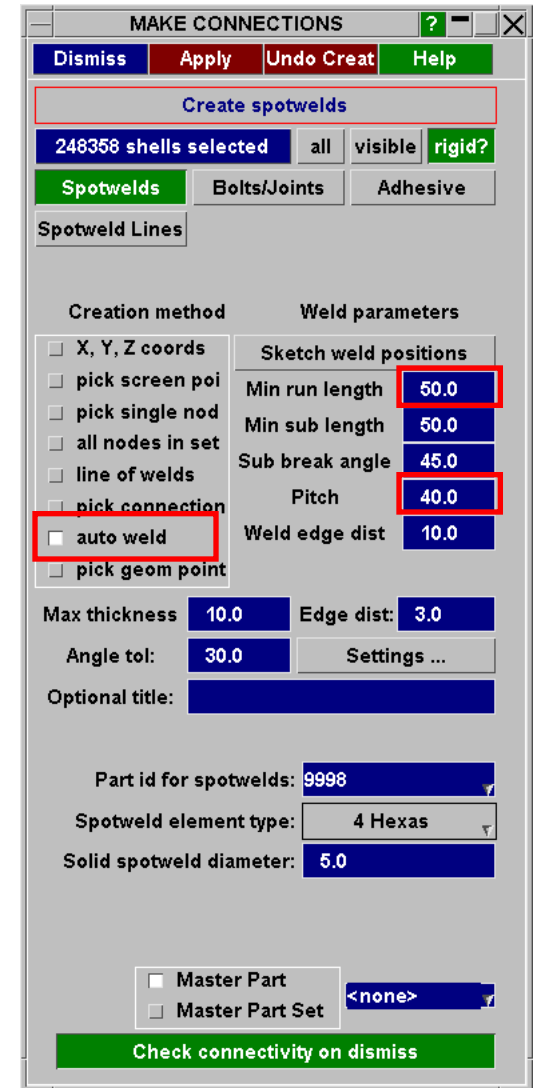 MAKE CONNECTIONS ?
Dismiss Apply Undo Creat Help
Create spotwelds
248358 shells selected all visible rigid?
Spotwelds Bolts/Joints Adhesive
Spotweld Lines
Creation method Weld parameters
X, Y, Z coords Sketch weld positions
pick screen poi Min run length 50.0
pick single nod Min sub length 50.0
all nodes in set Sub break angle 45.0
line of welds
pick connection Pitch 40.0
auto weld Weld edge dist 10.0
pick geom point
Max thickness 10.0 Edge dist: 3.0
Angle tol: 30.0 Settings ...
Optional title:
Part id for spotwelds: 9998
Spotweld element type: 4 Hexas
Solid spotweld diameter: 5.0
Master Part <none>
Master Part Set
Check connectivity on dismiss